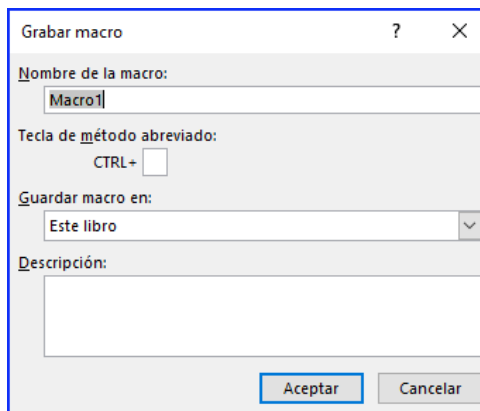 Grabar macro ? ×
Nombre de la macro:
Macro1
Tecla de método abreviado:
CTRL+
Guardar macro en:
Este libro
Descripción:
Aceptar Cancelar